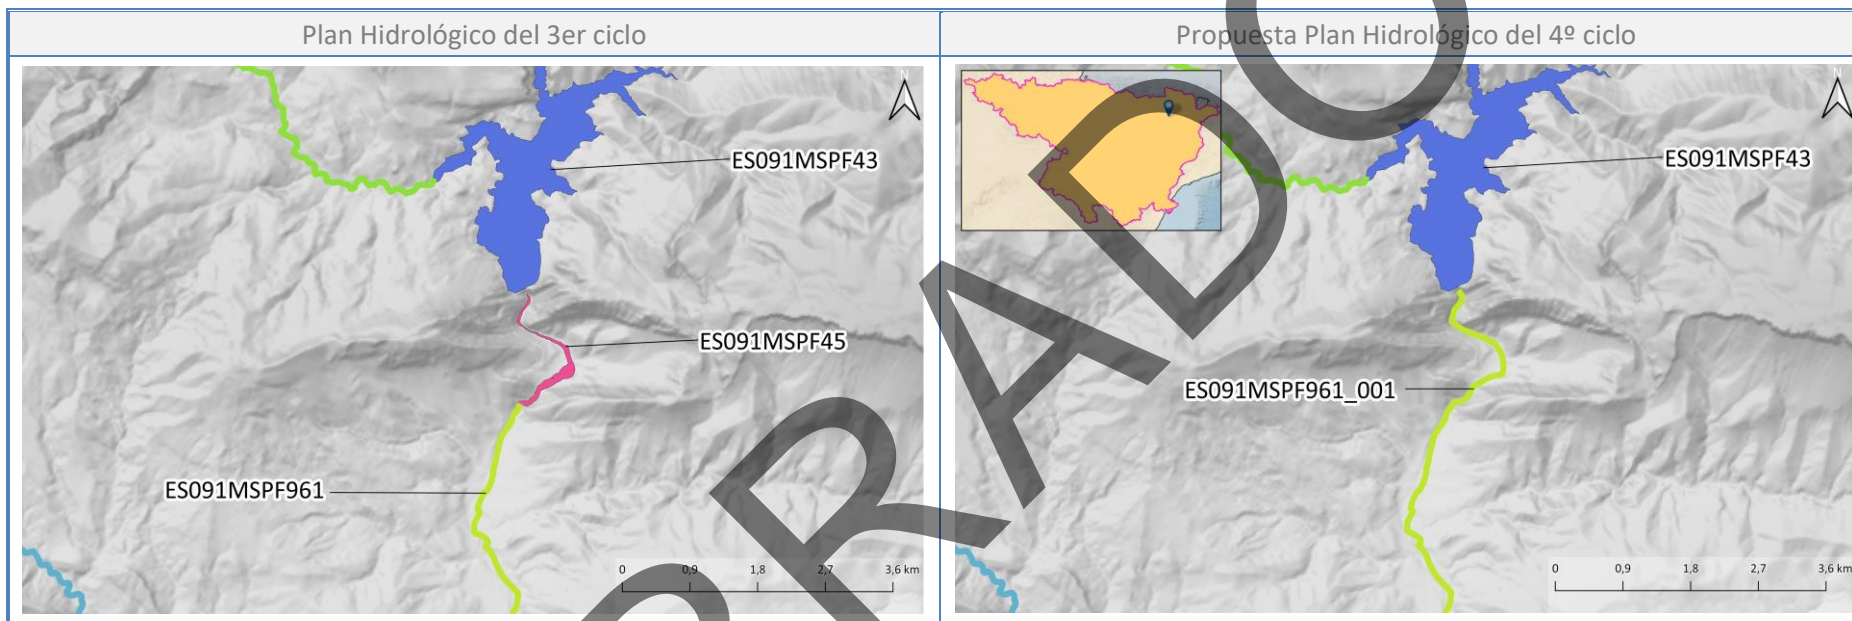 Plan Hidrológico del 3er ciclo
Propuesta Plan Hidrológico del 4º ciclo
N
ES091MSPF43
ES091MSPF45
ES091MSPF961
0 0,9 1,8 2,7 3,6 km
N
ES091MSPF43
ES091MSPF961_001
0 0,9 1,8 2,7 3,6 km
RADO